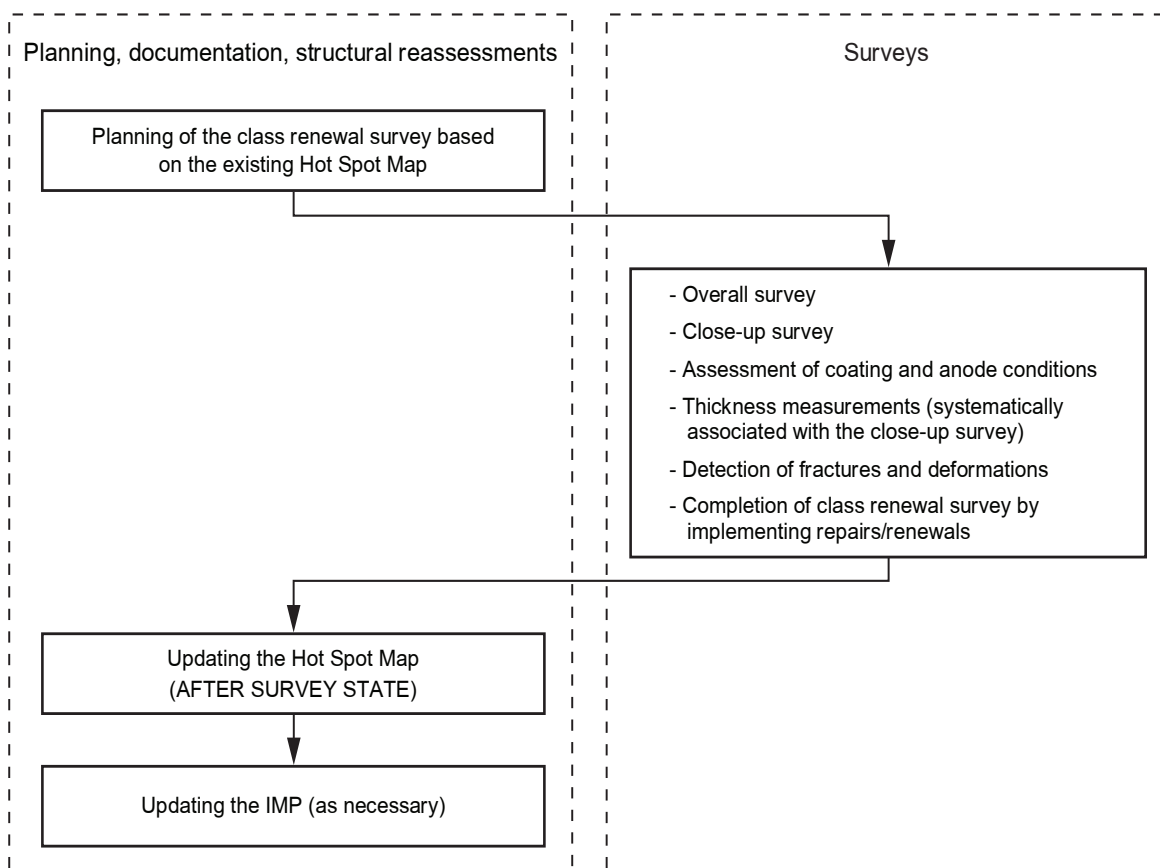 Planning, documentation, structural reassessments
Surveys
Planning of the class renewal survey based
on the existing Hot Spot Map
- Overall survey
- Close-up survey
- Assessment of coating and anode conditions
- Thickness measurements (systematically
associated with the close-up survey)
- Detection of fractures and deformations
- Completion of class renewal survey by
implementing repairs/renewals
Updating the Hot Spot Map
(AFTER SURVEY STATE)
Updating the IMP (as necessary)